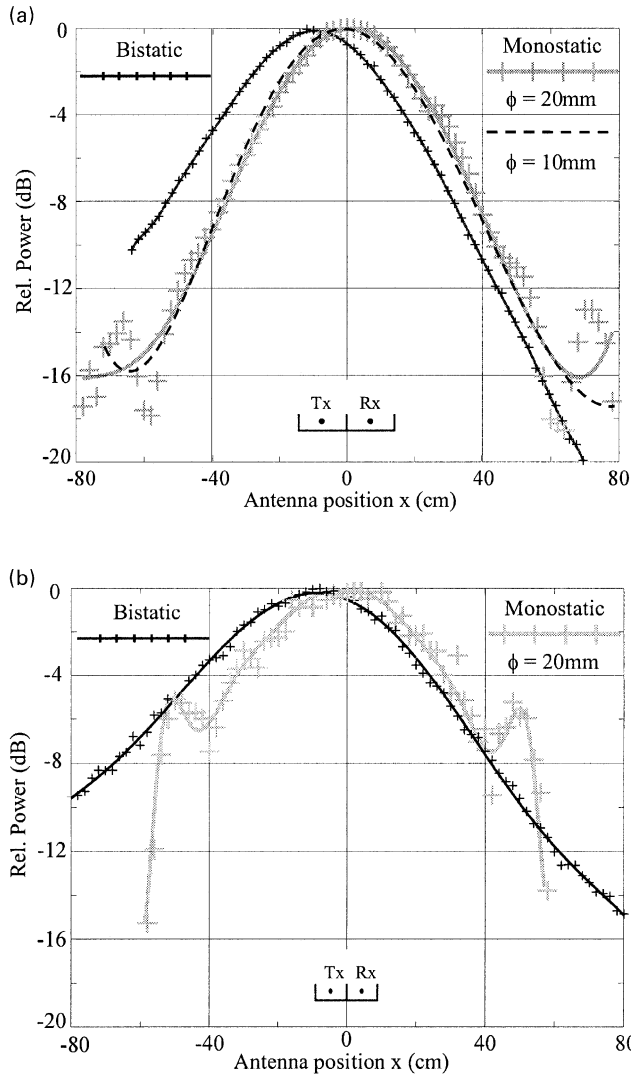 (a)
0
-4
-8
-12
-16
-20
Rel. Power (dB)
Bistatic
Monostatic
ϕ = 20mm
ϕ = 10mm
Tx Rx
-80 -40 0 40 80
Antenna position x (cm)
(b)
0
-4
-8
-12
-16
-20
Rel. Power (dB)
Bistatic
Monostatic
ϕ = 20mm
Tx Rx
-80 -40 0 40 80
Antenna position x (cm)